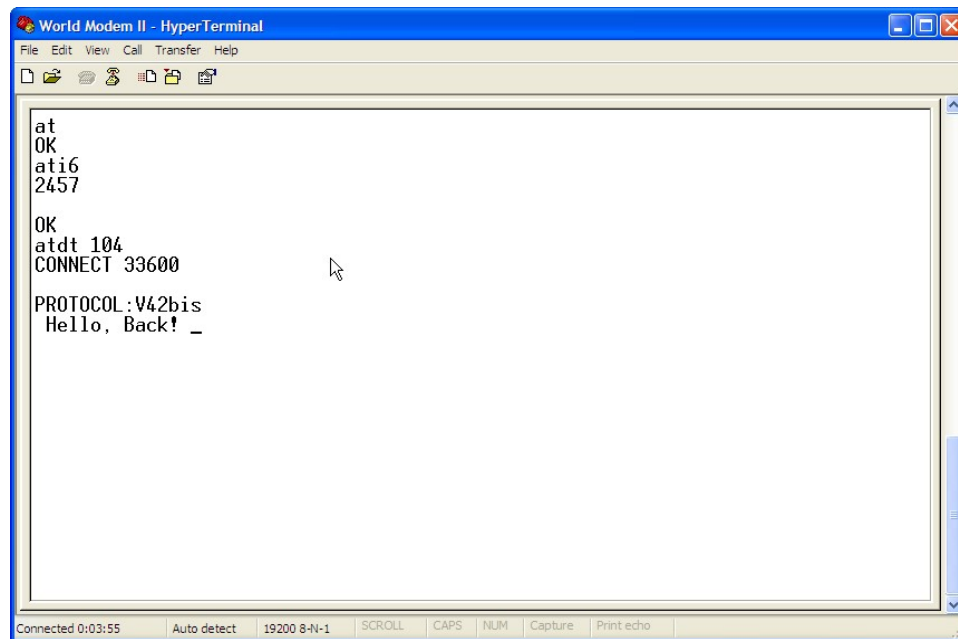 World Modem II - HyperTerminal
File Edit View Call Transfer Help
at
OK
ati6
2457
OK
atdt 104
CONNECT 33600
PROTOCOL:V42bis
Hello, Back! _
Connected 0:03:55 Auto detect 19200 8-N-1 SCROLL CAPS NUM Capture Print echo